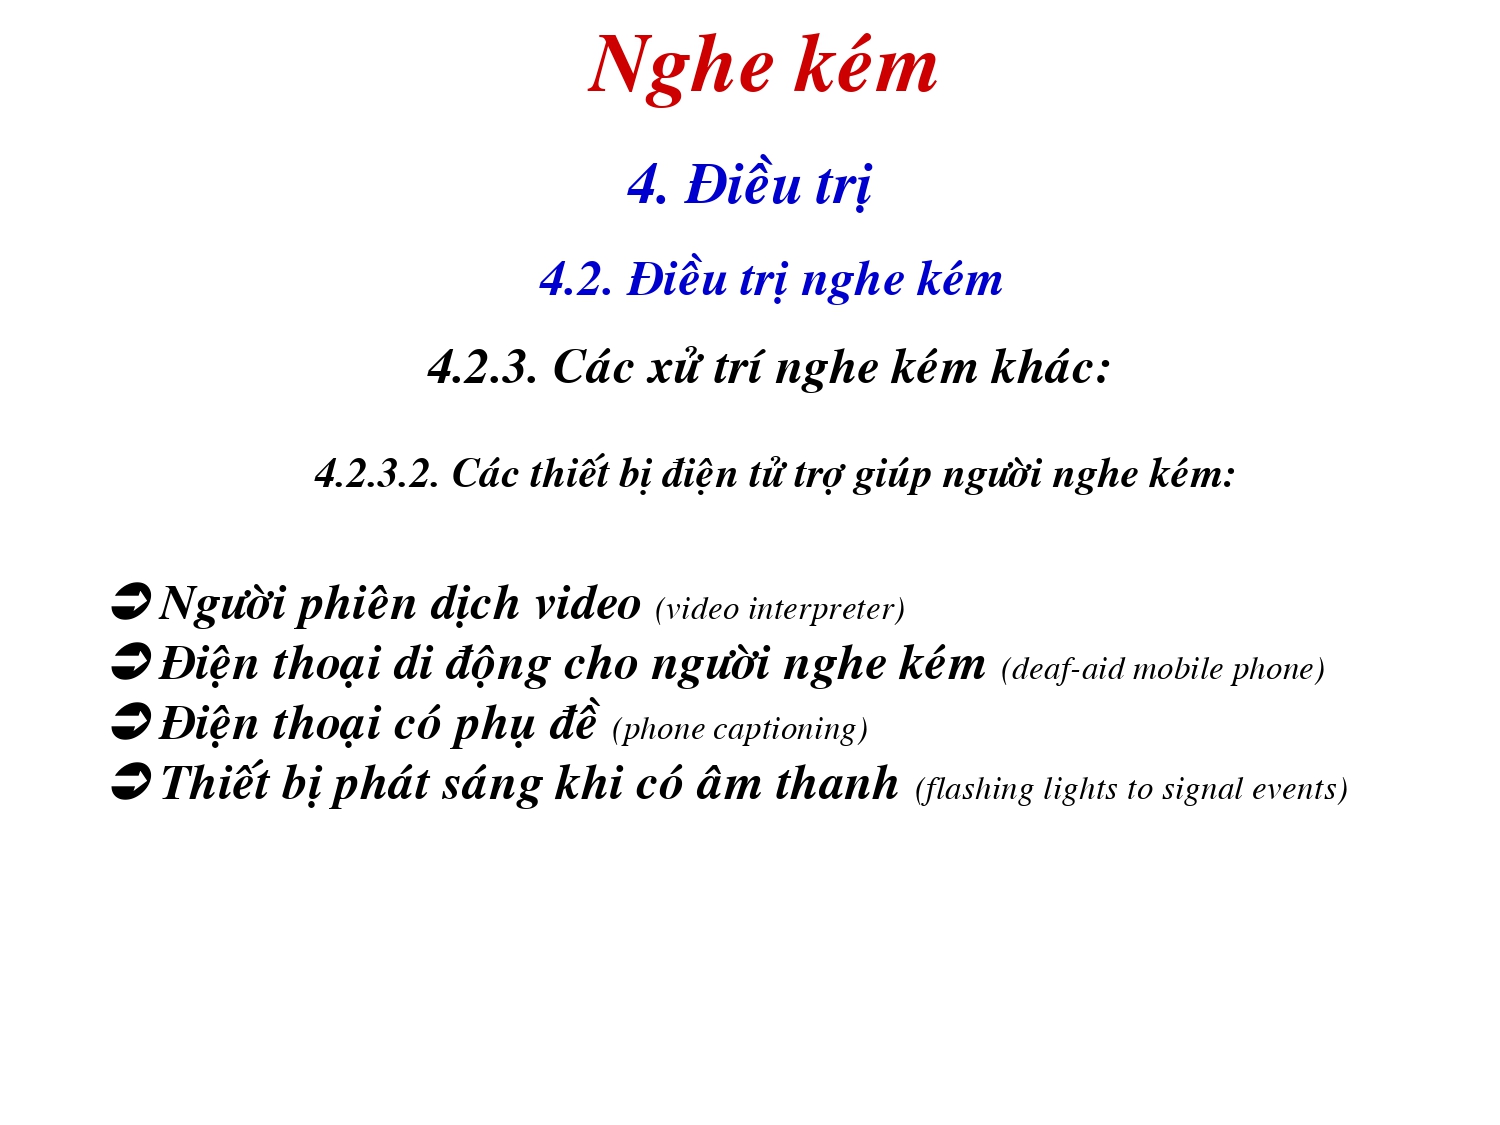 Nghe kém
4. Điều trị
4.2. Điều trị nghe kém
4.2.3. Các xử trí nghe kém khác:
4.2.3.2. Các thiết bị điện tử trợ giúp người nghe kém:
➲ Người phiên dịch video (video interpreter)
➲ Điện thoại di động cho người nghe kém (deaf-aid mobile phone)
➲ Điện thoại có phụ đề (phone captioning)
➲ Thiết bị phát sáng khi có âm thanh (flashing lights to signal events)